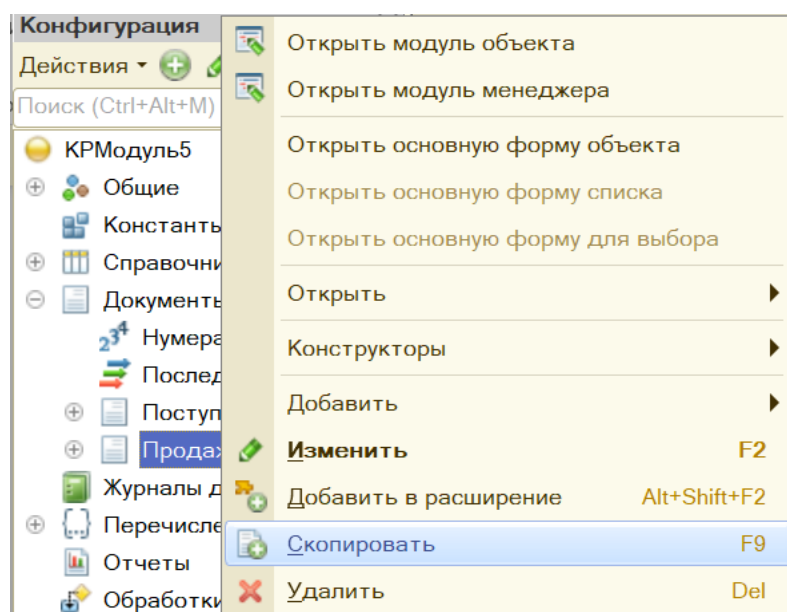 Конфигурация
Действия
Поиск (Ctrl+Alt+M)
КРМодуль5
Общие
Константы
Справочни
Документы
Нумера
Послед
Поступ
Продаж
Журналы д
Перечисле
Отчеты
Обработки
Открыть модуль объекта
Открыть модуль менеджера
Открыть основную форму объекта
Открыть основную форму списка
Открыть основную форму для выбора
Открыть
Конструкторы
Добавить
Изменить F2
Добавить в расширение Alt+Shift+F2
Скопировать F9
Удалить Del